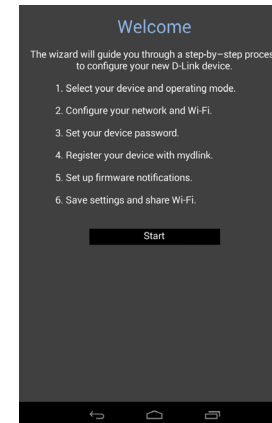 Welcome
The wizard will guide you through a step-by-step proces
to configure your new D-Link device.
1. Select your device and operating mode.
2. Configure your network and Wi-Fi.
3. Set your device password.
4. Register your device with mydlink.
5. Set up firmware notifications.
6. Save settings and share Wi-Fi.
Start